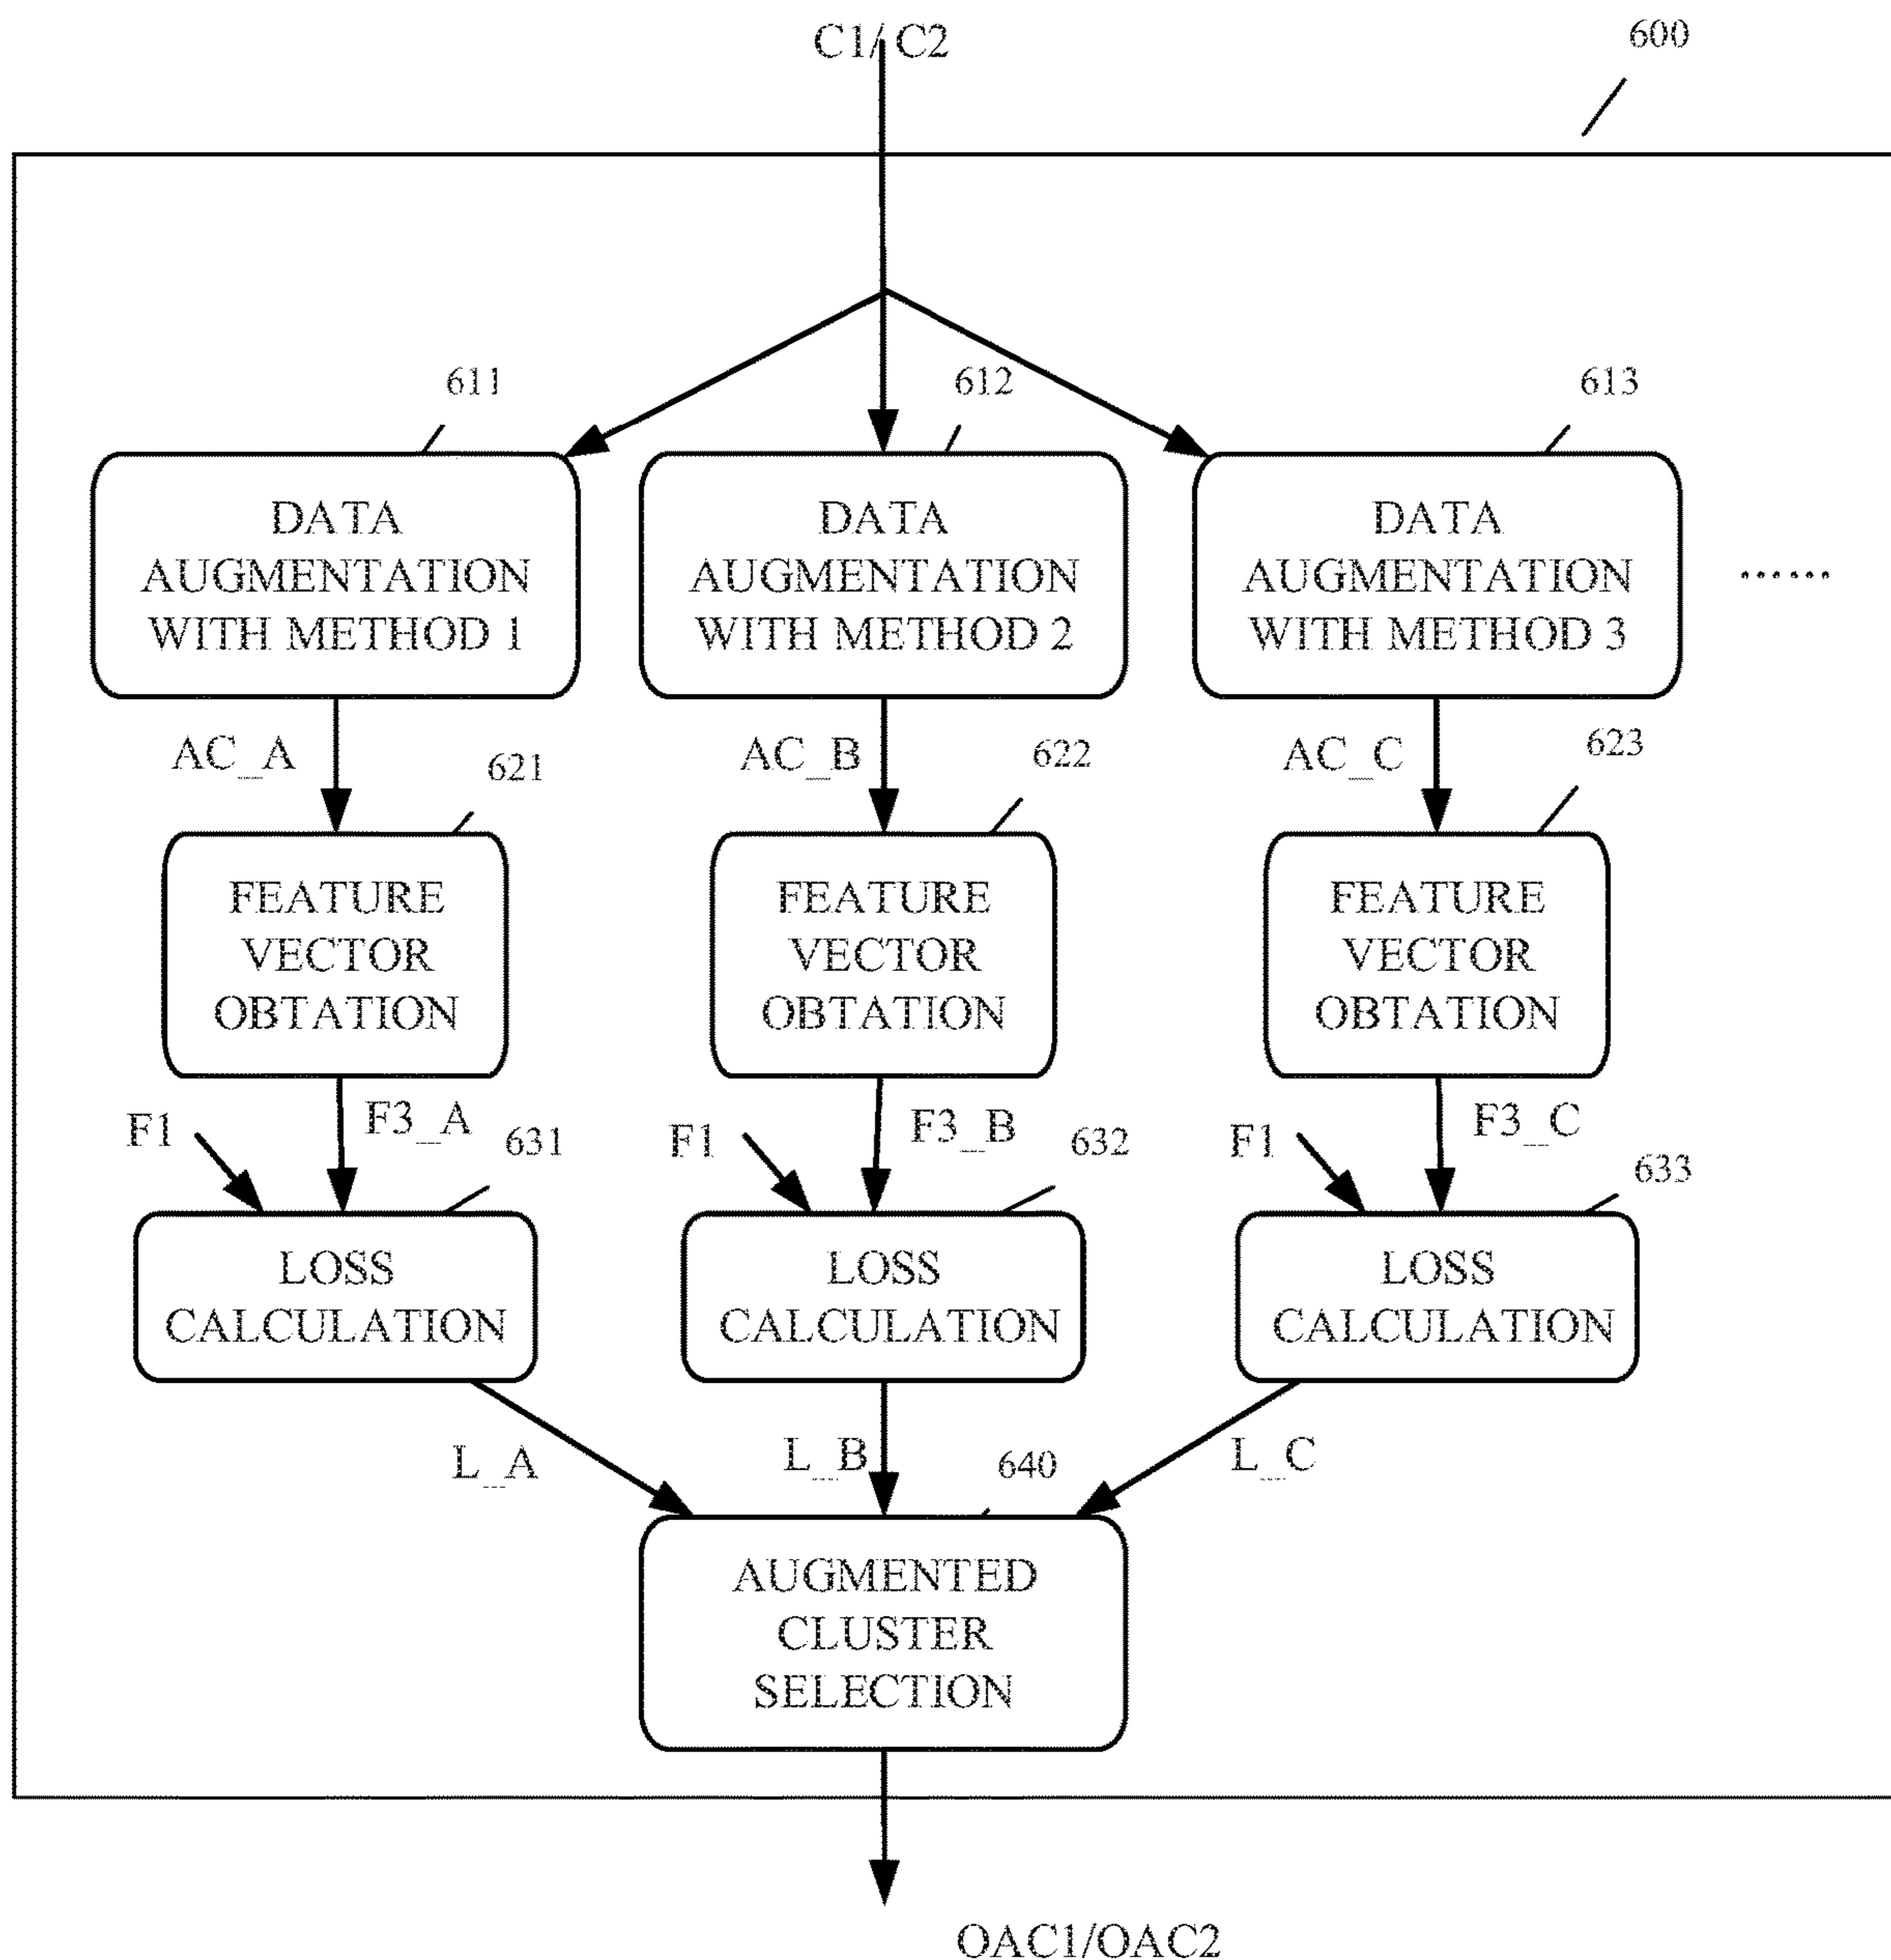 C1/ C2
600
611
612
613
DATA
AUGMENTATION
WITH METHOD 1
DATA
AUGMENTATION
WITH METHOD 2
DATA
AUGMENTATION
WITH METHOD 3
......
AC_A
621
AC_B
622
AC_C
623
FEATURE
VECTOR
OBTATION
FEATURE
VECTOR
OBTATION
FEATURE
VECTOR
OBTATION
F1
F3_A
631
F1
F3_B
632
F1
F3_C
633
LOSS
CALCULATION
LOSS
CALCULATION
LOSS
CALCULATION
L_A
L_B
640
L_C
AUGMENTED
CLUSTER
SELECTION
OAC1/OAC2